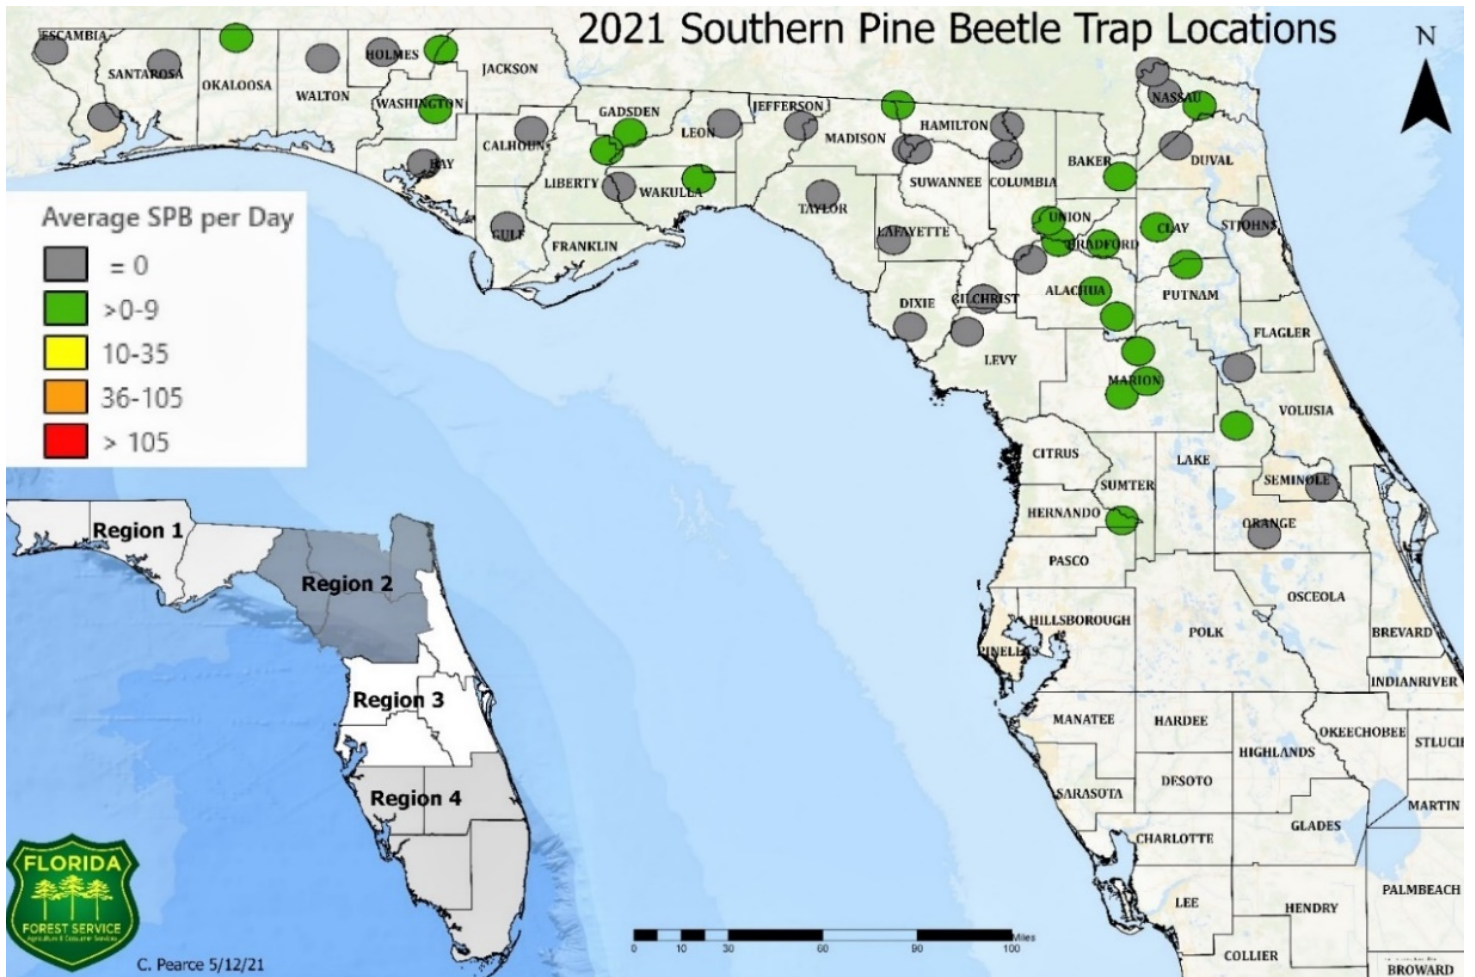 2021 Southern Pine Beetle Trap Locations
N
ESCAMBIA
SANTAROSA
OKALOOSA
WALTON
HOLMES
JACKSON
WASHINGTON
BAY
CALHOUN
GULF
GADSDEN
LIBERTY
FRANKLIN
LEON
WAKULLA
JEFFERSON
MADISON
TAYLOR
HAMILTON
SUWANNEE
LAFAYETTE
COLUMBIA
DIXIE
GILCHRIST
LEVY
BAKER
NASSAU
DUVAL
UNION
BRADFORD
CLAY
STJOHNS
ALACHUA
PUTNAM
FLAGLER
MARION
VOLUSIA
CITRUS
SUMTER
LAKE
SEMINOLE
HERNANDO
ORANGE
PASCO
OSCEOLA
HILLSBOROUGH
PINELLAS
POLK
BREVARD
INDIANRIVER
MANATEE
HARDEE
HIGHLANDS
OKEECHOBEE
STLUCIE
SARASOTA
DESOTO
MARTIN
CHARLOTTE
GLADES
LEE
HENDRY
PALMBEACH
COLLIER
BROWARD
Average SPB per Day
= 0
>0-9
10-35
36-105
> 105
Region 1
Region 2
Region 3
Region 4
FLORIDA
FOREST SERVICE
Agriculture & Consumer Services
C. Pearce 5/12/21
0 10 30 60 90 100 Miles